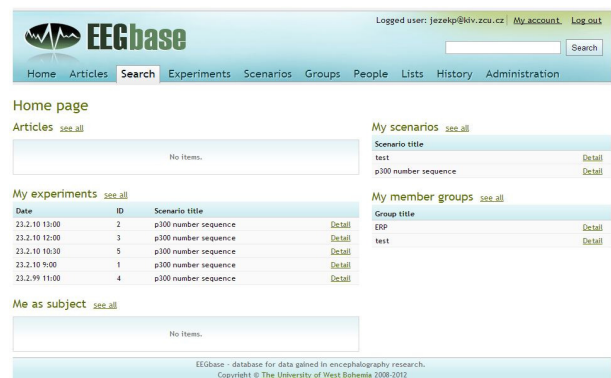 Logged user: jezekp@kiv.zcu.cz My account Log out
EEGbase
Search
Home Articles Search Experiments Scenarios Groups People Lists History Administration
Home page
Articles see all
No items.
My experiments see all
Date ID Scenario title
23.2.10 13:00 2 p300 number sequence Detail
23.2.10 12:00 3 p300 number sequence Detail
23.2.10 10:30 5 p300 number sequence Detail
23.2.10 9:00 1 p300 number sequence Detail
23.2.99 11:00 4 p300 number sequence Detail
Me as subject see all
No items.
My scenarios see all
Scenario title
test Detail
p300 number sequence Detail
My member groups see all
Group title
ERP Detail
test Detail
EEGbase - database for data gained in encephalography research.
Copyright © The University of West Bohemia 2008-2012